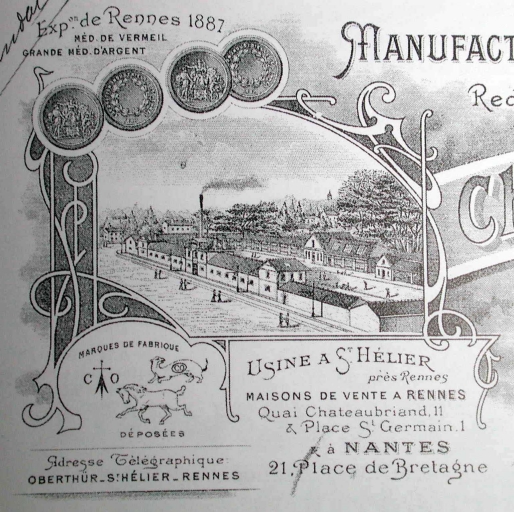 Expon de Rennes 1887
MÉD. DE VERMEIL
GRANDE MÉD. D'ARGENT
MANUFACT
Red
Ch
MARQUES DE FABRIQUE
C O
DÉPOSÉES
USINE A ST HÉLIER
près Rennes
MAISONS DE VENTE A RENNES
Quai Chateaubriand, 11
& Place St Germain. 1
& à NANTES
21, Place de Bretagne
Adresse Télégraphique
OBERTHÜR_ST HÉLIER_RENNES